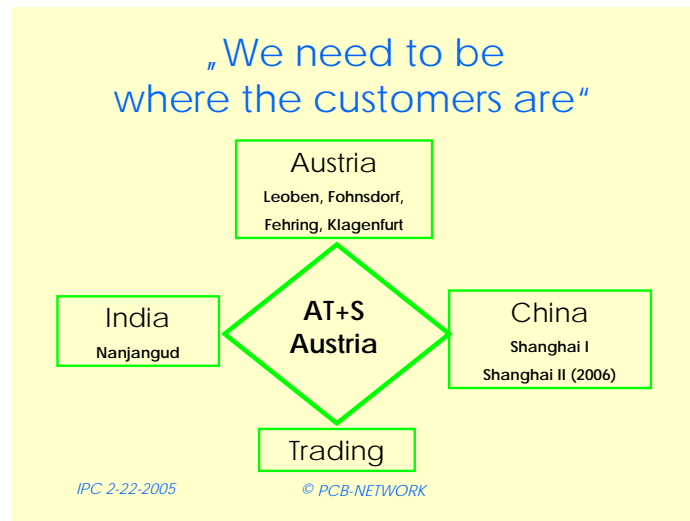 „We need to be
where the customers are“
Austria
Leoben, Fohnsdorf,
Fehring, Klagenfurt
India
Nanjangud
AT+S
Austria
China
Shanghai I
Shanghai II (2006)
Trading
IPC 2-22-2005
© PCB-NETWORK